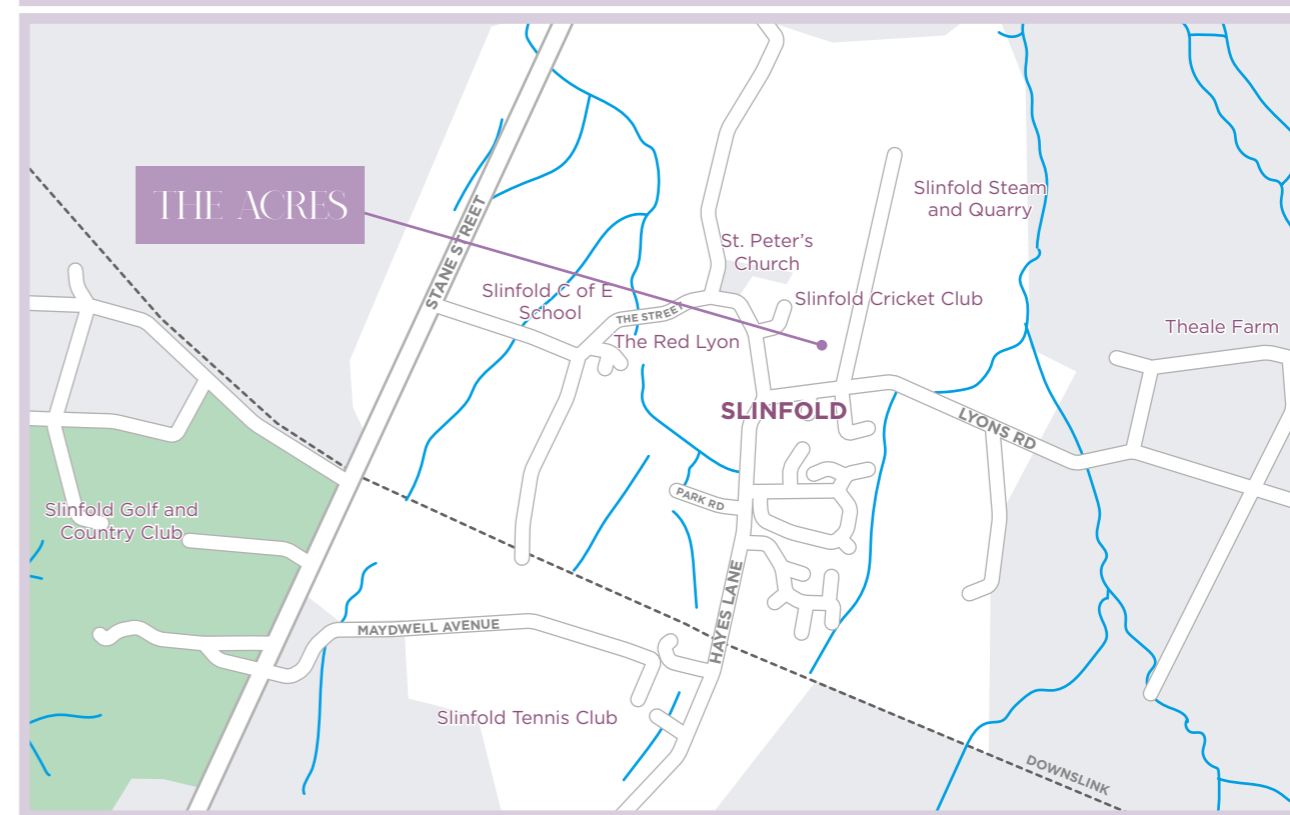 THE ACRES
STANE STREET
Slinfold Steam
and Quarry
St. Peter's
Church
Slinfold C of E
School
THE STREET
Slinfold Cricket Club
The Red Lyon
Theale Farm
SLINFOLD
LYONS RD
PARK RD
Slinfold Golf and
Country Club
HAYES LANE
MAYDWELL AVENUE
Slinfold Tennis Club
DOWNSLINK